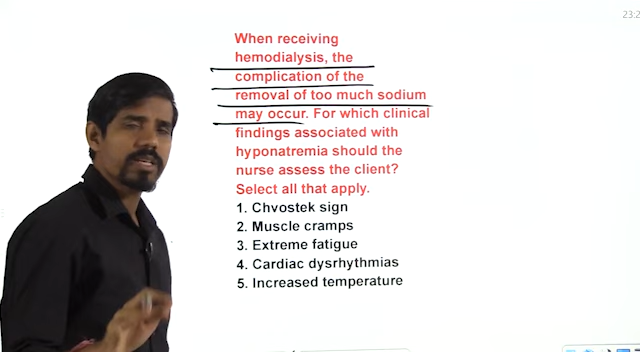 23:2
When receiving
hemodialysis, the
complication of the
removal of too much sodium
may occur. For which clinical
findings associated with
hyponatremia should the
nurse assess the client?
Select all that apply.
1. Chvostek sign
2. Muscle cramps
3. Extreme fatigue
4. Cardiac dysrhythmias
5. Increased temperature